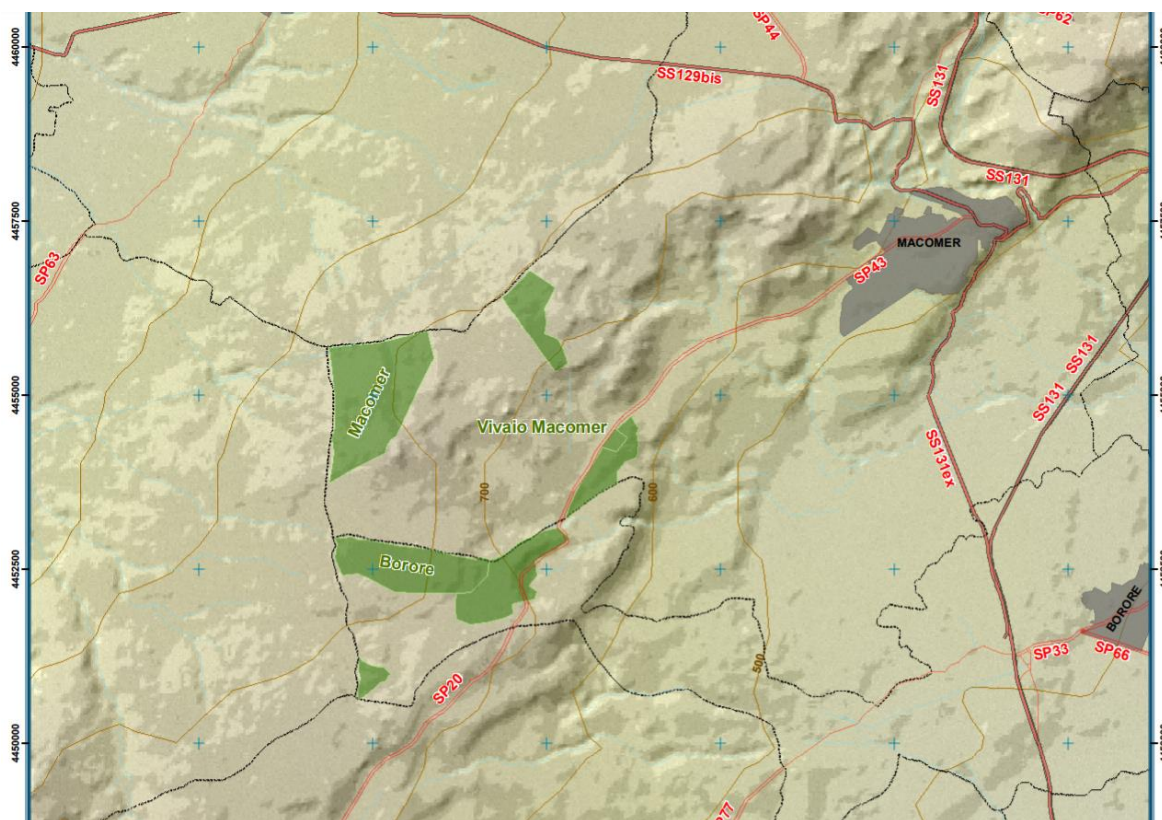 SP44
SP62
4460000
SS129bis
SS131
SS131
4457500
MACOMER
SP63
SP43
4455000
Macomer
SS131
SS131
Vivaio Macomer
SS131ex
700
600
4452500
Borore
BORORE
SP33
SP66
500
SP20
4450000